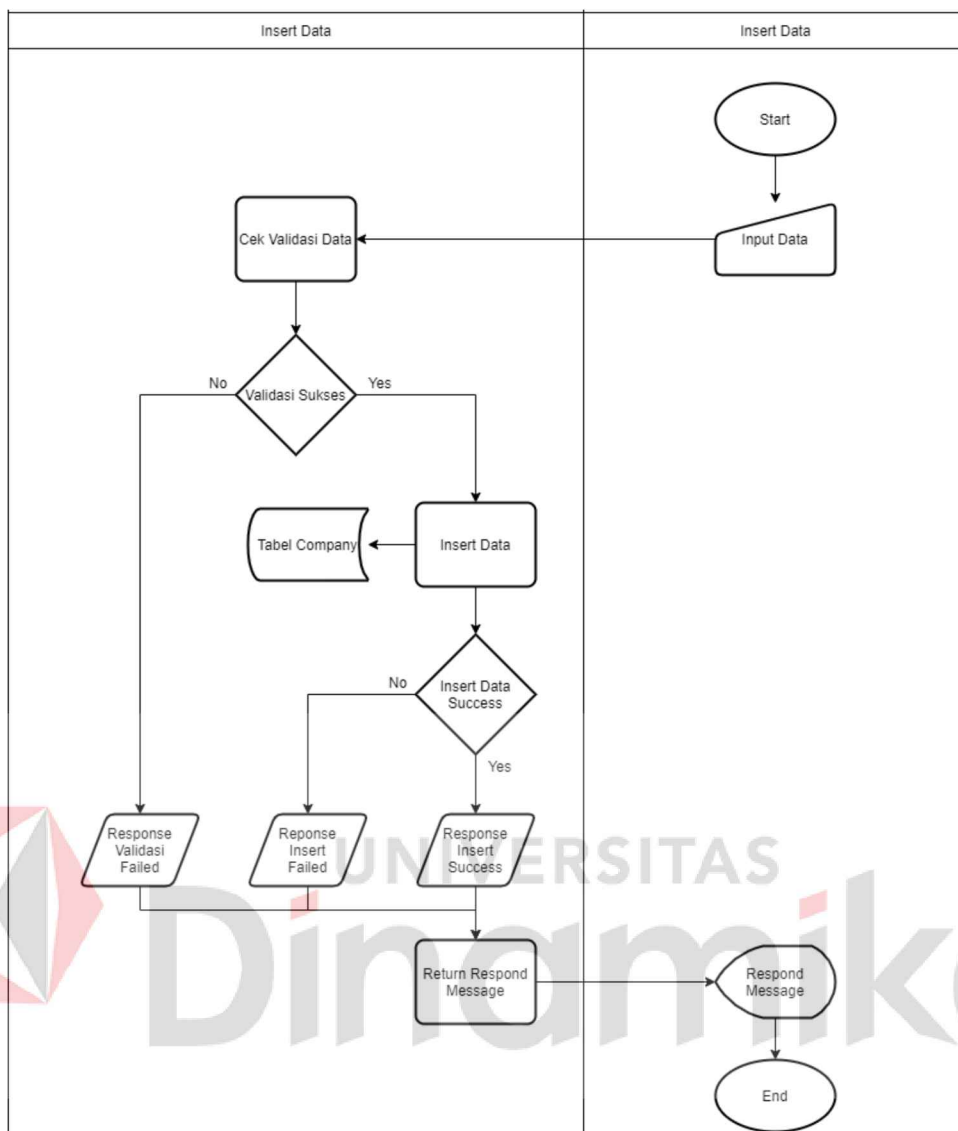 Insert Data
Insert Data
Start
Input Data
Cek Validasi Data
Validasi Sukses
No
Yes
Insert Data
Tabel Company
Insert Data
Success
No
Yes
Response
Validasi
Failed
Reponse
Insert
Failed
Response
Insert
Success
UNIVERSITAS
Dinamika
Return Respond
Message
Respond
Message
End